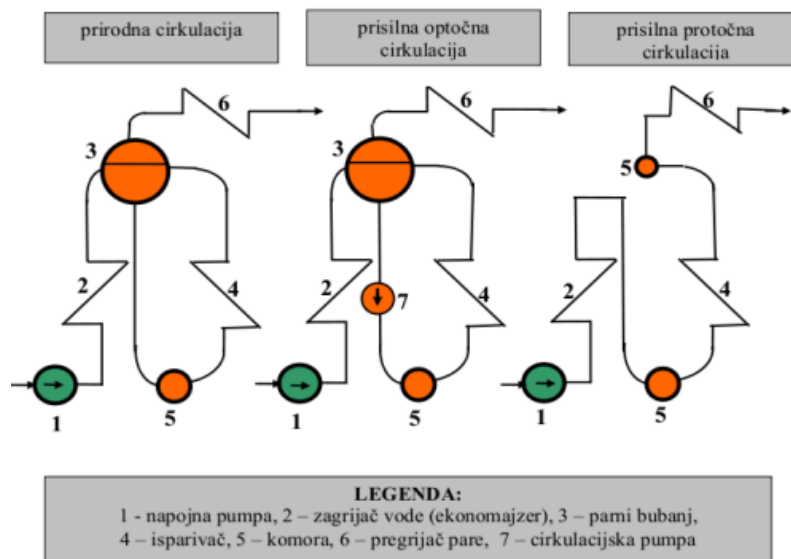 prirodna cirkulacija
prisilna optočna
cirkulacija
prisilna protočna
cirkulacija
6
3
2
4
1
5
6
3
2
7
4
1
5
6
5
2
4
1
5
LEGENDA:
1 - napojna pumpa, 2 – zagrijač vode (ekonomajzer), 3 – parni bubanj,
4 – isparivač, 5 – komora, 6 – pregrijač pare, 7 – cirkulacijska pumpa